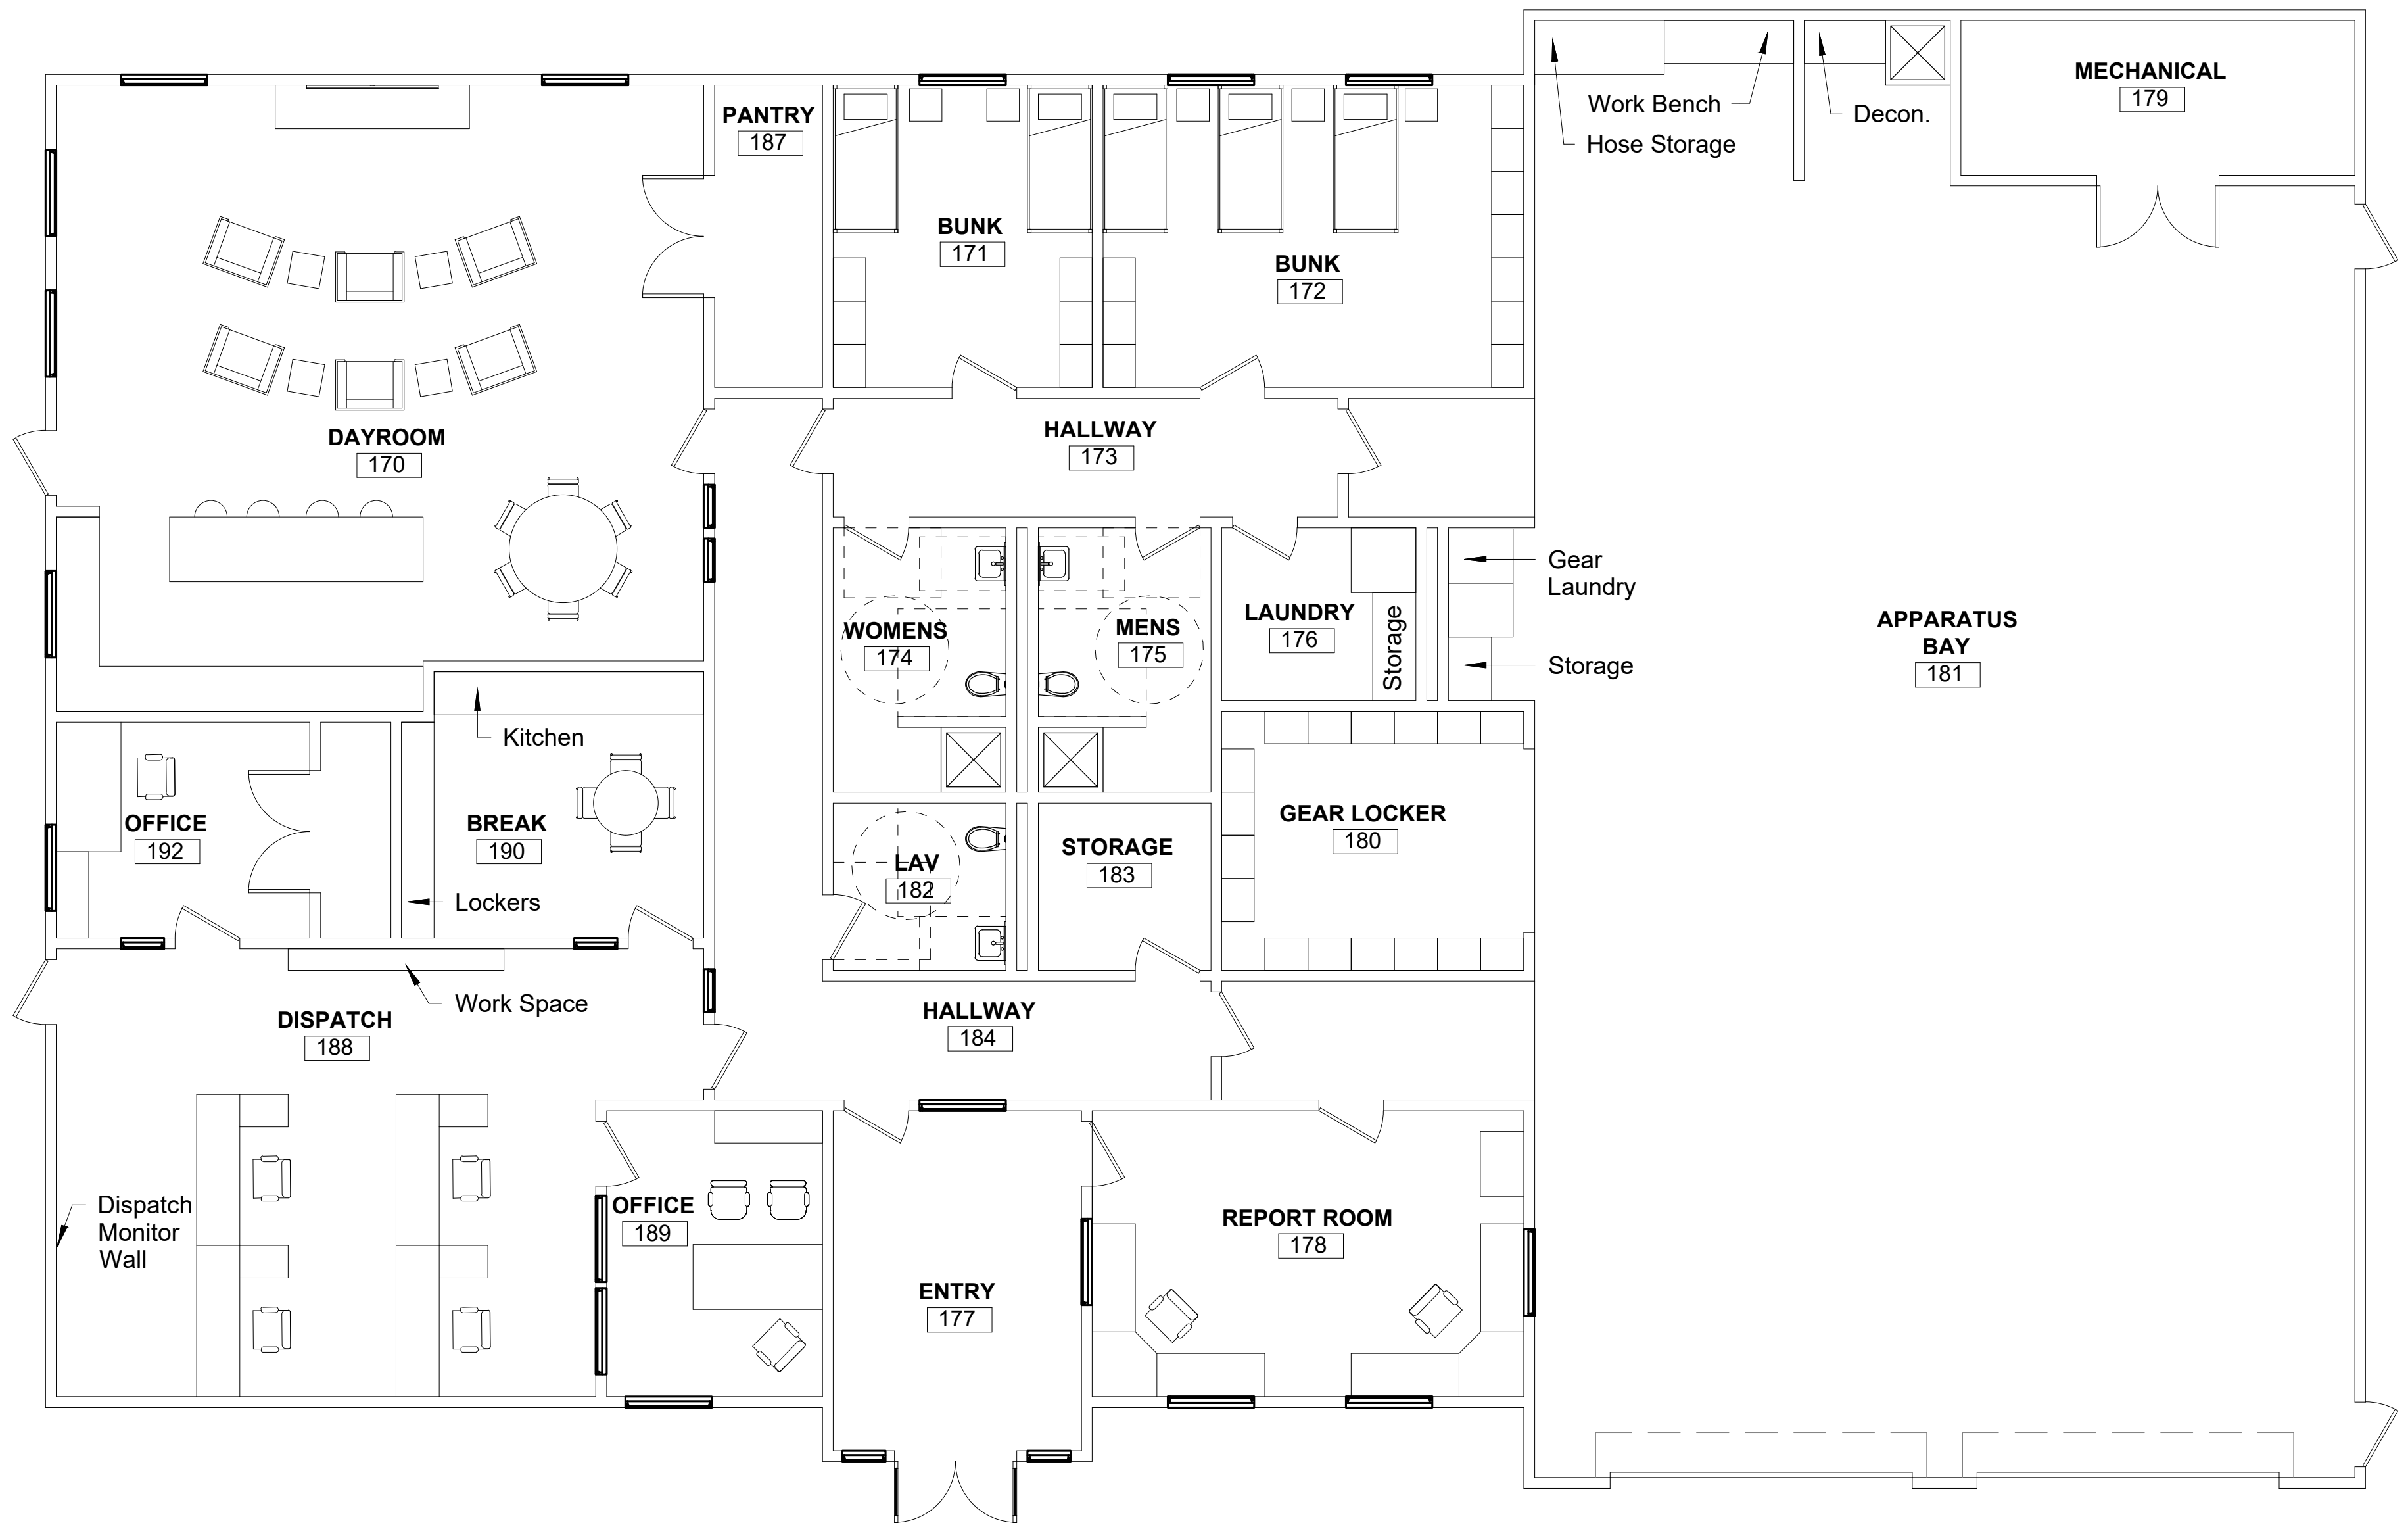 MECHANICAL
179
Work Bench
Hose Storage
Decon.
PANTRY
187
BUNK
171
BUNK
172
DAYROOM
170
HALLWAY
173
WOMENS
174
MENS
175
LAUNDRY
176
Storage
Gear
Laundry
Storage
APPARATUS
BAY
181
Kitchen
OFFICE
192
BREAK
190
Lockers
LAV
182
STORAGE
183
GEAR LOCKER
180
Work Space
DISPATCH
188
HALLWAY
184
Dispatch
Monitor
Wall
OFFICE
189
ENTRY
177
REPORT ROOM
178